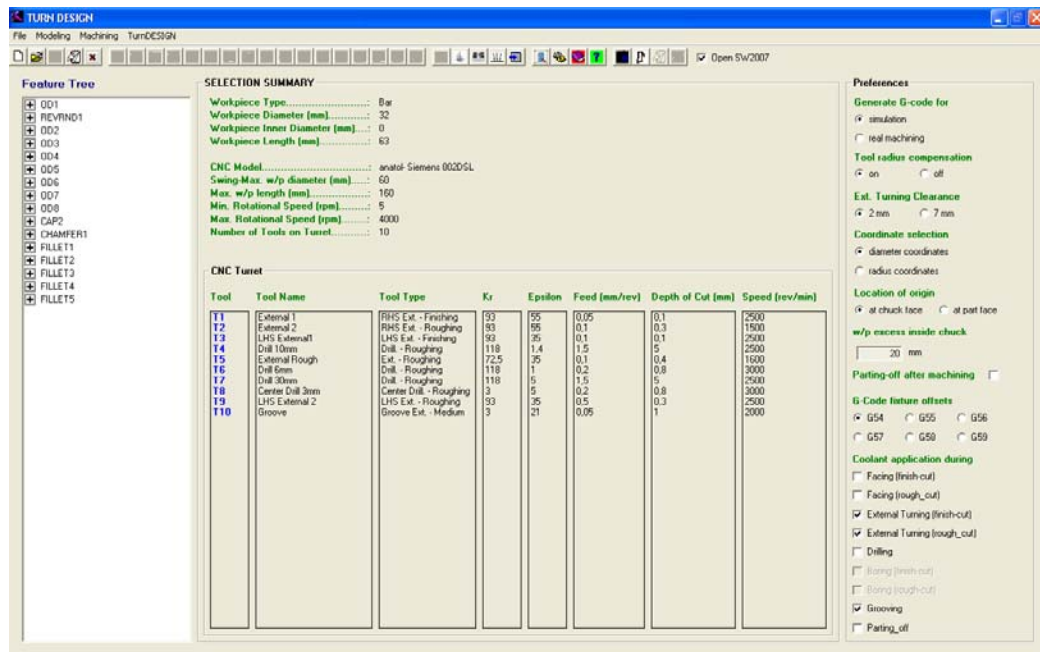 TURN DESIGN
File Modeling Machining TurnDESIGN
Open SW2007
Feature Tree
OD1
REVRND1
OD2
OD3
OD4
OD5
OD6
OD7
OD8
CAP2
CHAMFER1
FILLET1
FILLET2
FILLET3
FILLET4
FILLET5
SELECTION SUMMARY
Workpiece Type..........................: Bar
Workpiece Diameter (mm)............: 32
Workpiece Inner Diameter (mm)....: 0
Workpiece Length (mm)...............: 63
CNC Model.................................: anatol- Siemens 002DSL
Swing-Max. w/p diameter (mm).....: 60
Max. w/p length (mm)..................: 160
Min. Rotational Speed (rpm)..........: 5
Max. Rotational Speed (rpm).........: 4000
Number of Tools on Turret............: 10
CNC Turret
Tool Tool Name Tool Type Kr Epsilon Feed (mm/rev) Depth of Cut (mm) Speed (rev/min)
T1 External 1 RHS Ext. - Finishing 93 55 0,05 0,1 2500
T2 External 2 RHS Ext. - Roughing 93 55 0,1 0,3 1500
T3 LHS External1 LHS Ext. - Finishing 93 35 0,1 0,1 2500
T4 Drill 10mm Drill. - Roughing 118 1,4 1,5 5 2500
T5 External Rough Ext. - Roughing 72,5 35 0,1 0,4 1600
T6 Drill 6mm Drill. - Roughing 118 1 0,2 0,8 3000
T7 Drill 30mm Drill. - Roughing 118 5 1,5 5 2500
T8 Center Drill 3mm Center Drill. - Roughing 3 5 0,2 0,8 3000
T9 LHS External 2 LHS Ext. - Roughing 93 35 0,5 0,3 2500
T10 Groove Groove Ext. - Medium 3 21 0,05 1 2000
Preferences
Generate G-code for
simulation
real machining
Tool radius compensation
on off
Ext. Turning Clearance
2 mm 7 mm
Coordinate selection
diameter coordinates
radius coordinates
Location of origin
at chuck face at part face
w/p excess inside chuck
20 mm
Parting-off after machining
G-Code fixture offsets
G54 G55 G56
G57 G58 G59
Coolant application during
Facing (finish-cut)
Facing (rough_cut)
External Turning (finish-cut)
External Turning (rough_cut)
Drilling
Boring (finish-cut)
Boring (rough-cut)
Grooving
Parting_off